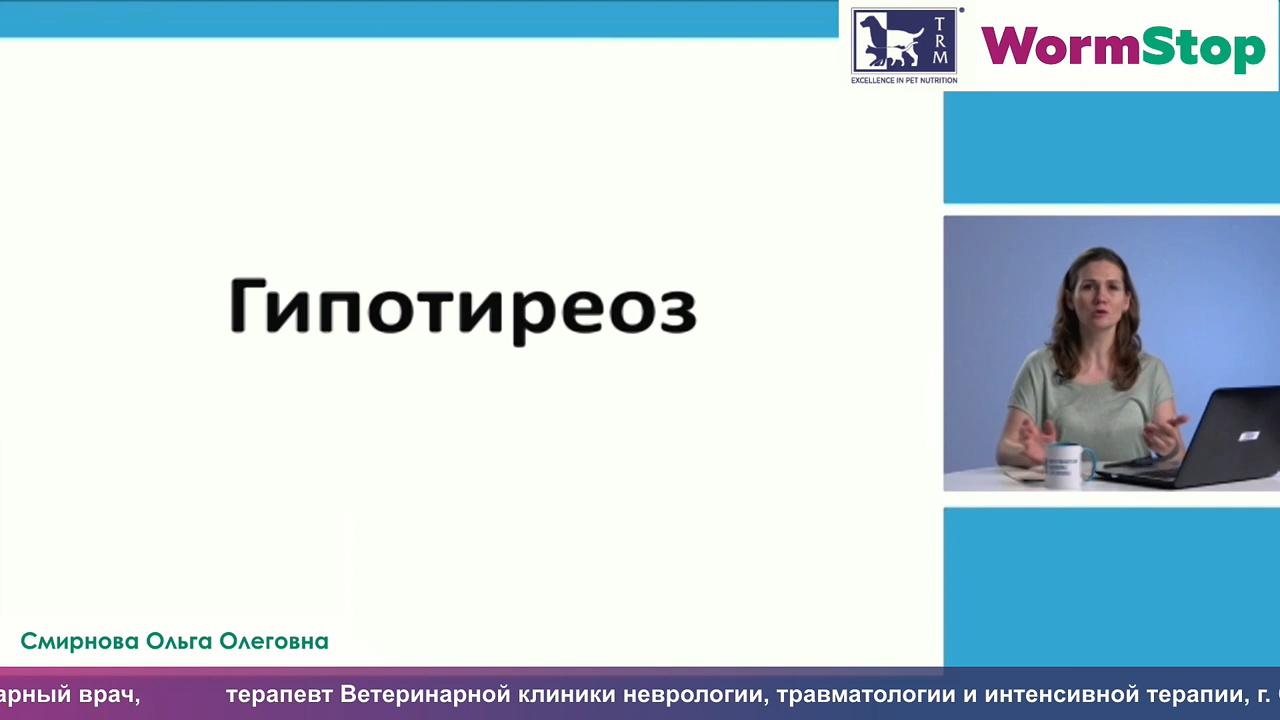 TRM
EXCELLENCE IN PET NUTRITION
WormStop
Гипотиреоз
Смирнова Ольга Олеговна
арный врач, терапевт Ветеринарной клиники неврологии, травматологии и интенсивной терапии, г.